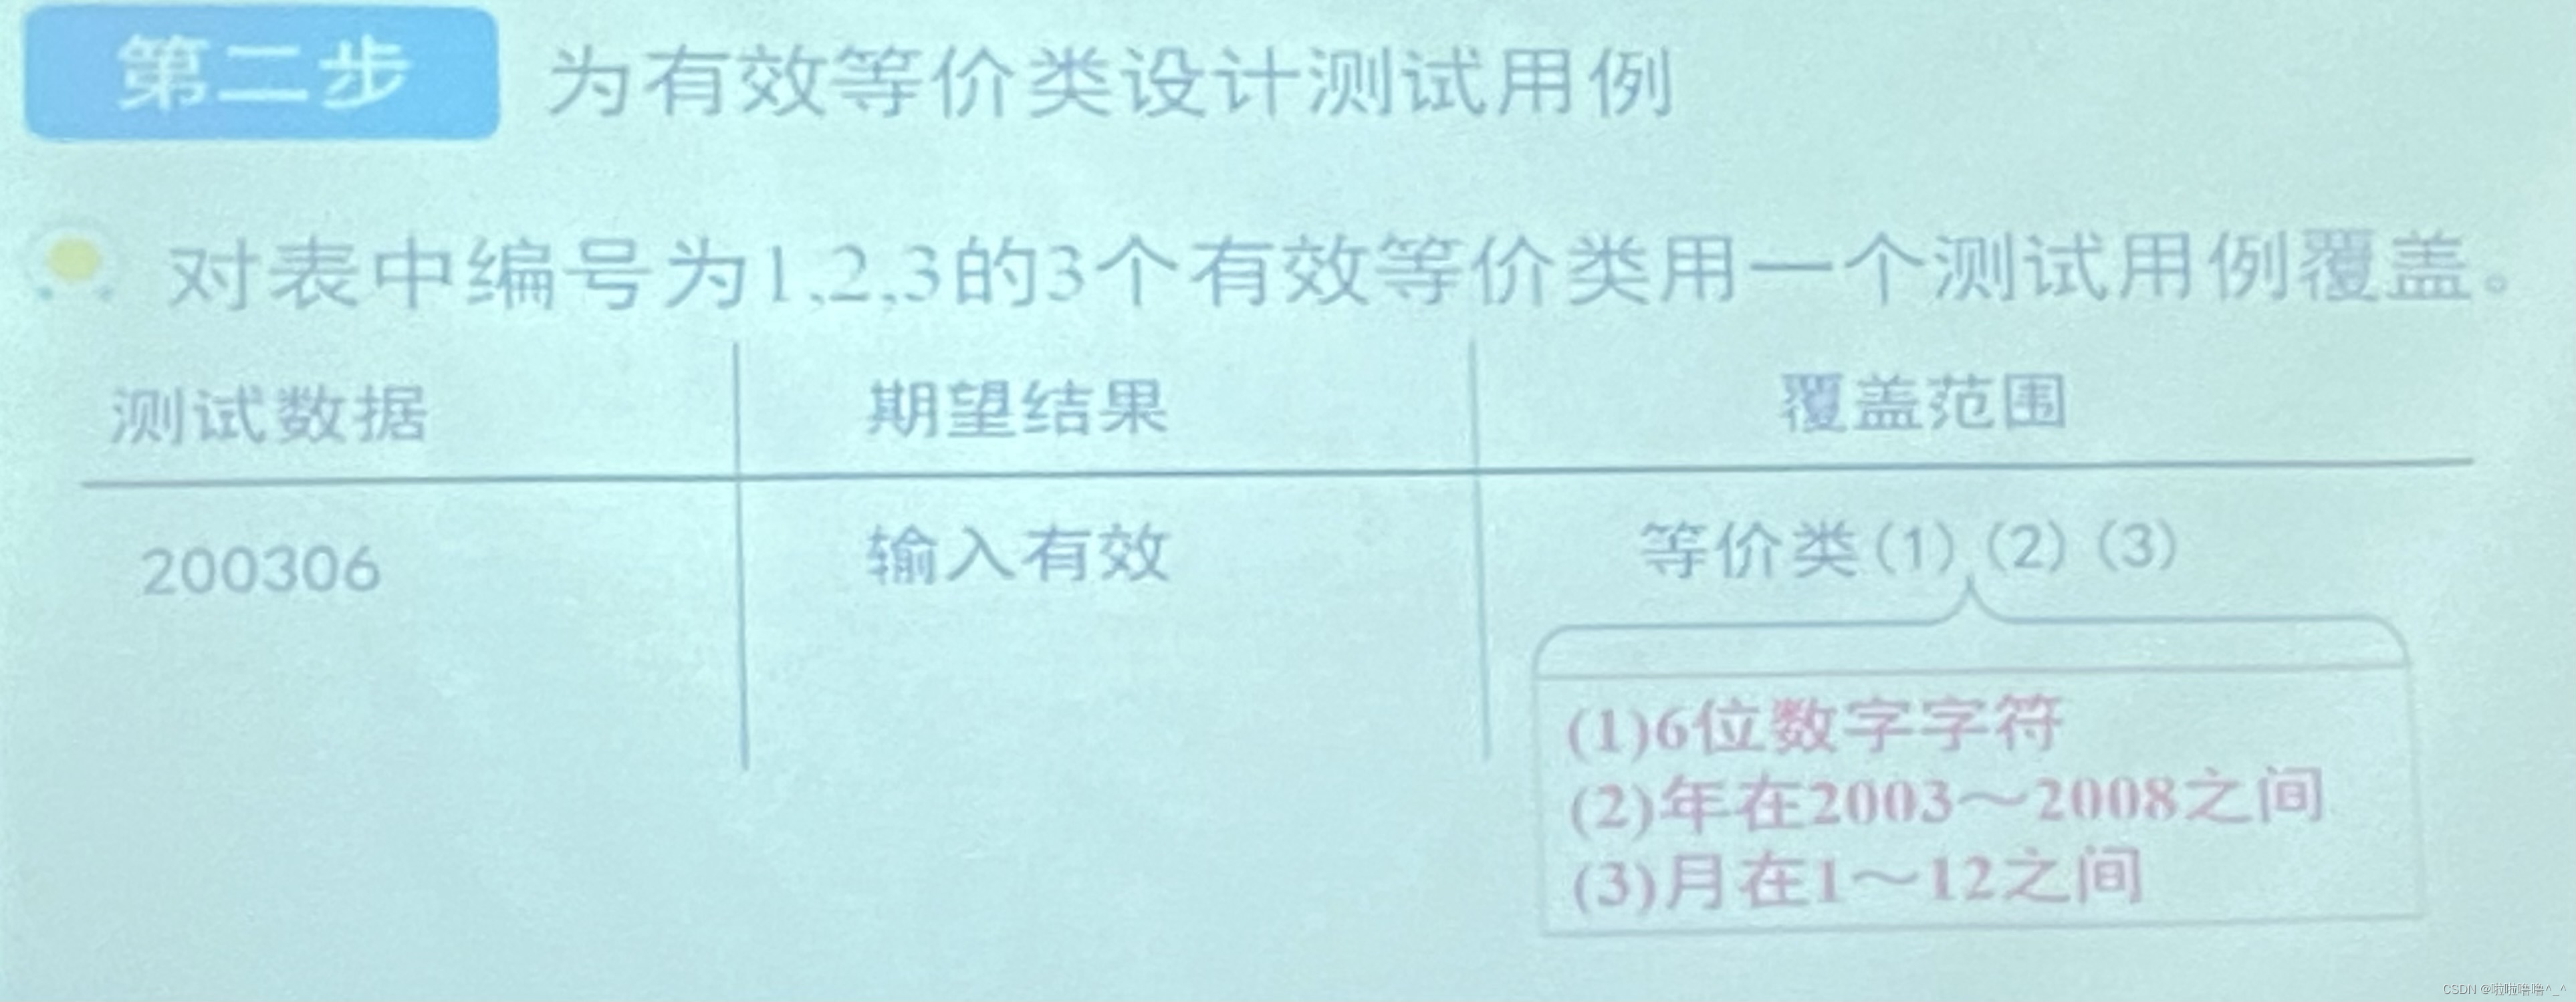 第二步 为有效等价类设计测试用例
对表中编号为1,2,3的3个有效等价类用一个测试用例覆盖。
测试数据 期望结果 覆盖范围
200306 输入有效 等价类(1) (2) (3)
(1)6位数字字符
(2)年在2003～2008之间
(3)月在1～12之间
CSDN @啦啦噜噜^_^